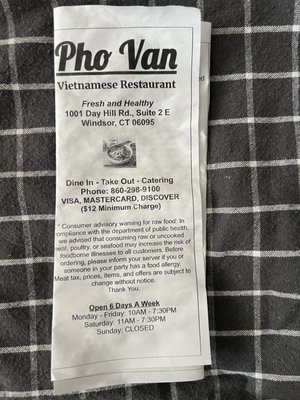 Pho Van
Vietnamese Restaurant
Fresh and Healthy
1001 Day Hill Rd., Suite 2 E
Windsor, CT 06095
Dine In - Take Out - Catering
Phone: 860-298-9100
VISA, MASTERCARD, DISCOVER
($12 Minimum Charge)
* Consumer advisory warning for raw food: In
compliance with the department of public health,
we advised that consuming raw or uncooked
meat, poultry, or seafood may increase the risk of
foodborne illnesses to all customers. Before
ordering, please inform your server if you or
someone in your party has a food allergy.
Meat tax, prices, items, and offers are subject to
change without notice.
Thank You.
Open 6 Days A Week
Monday - Friday: 10AM - 7:30PM
Saturday: 11AM - 7:30PM
Sunday: CLOSED